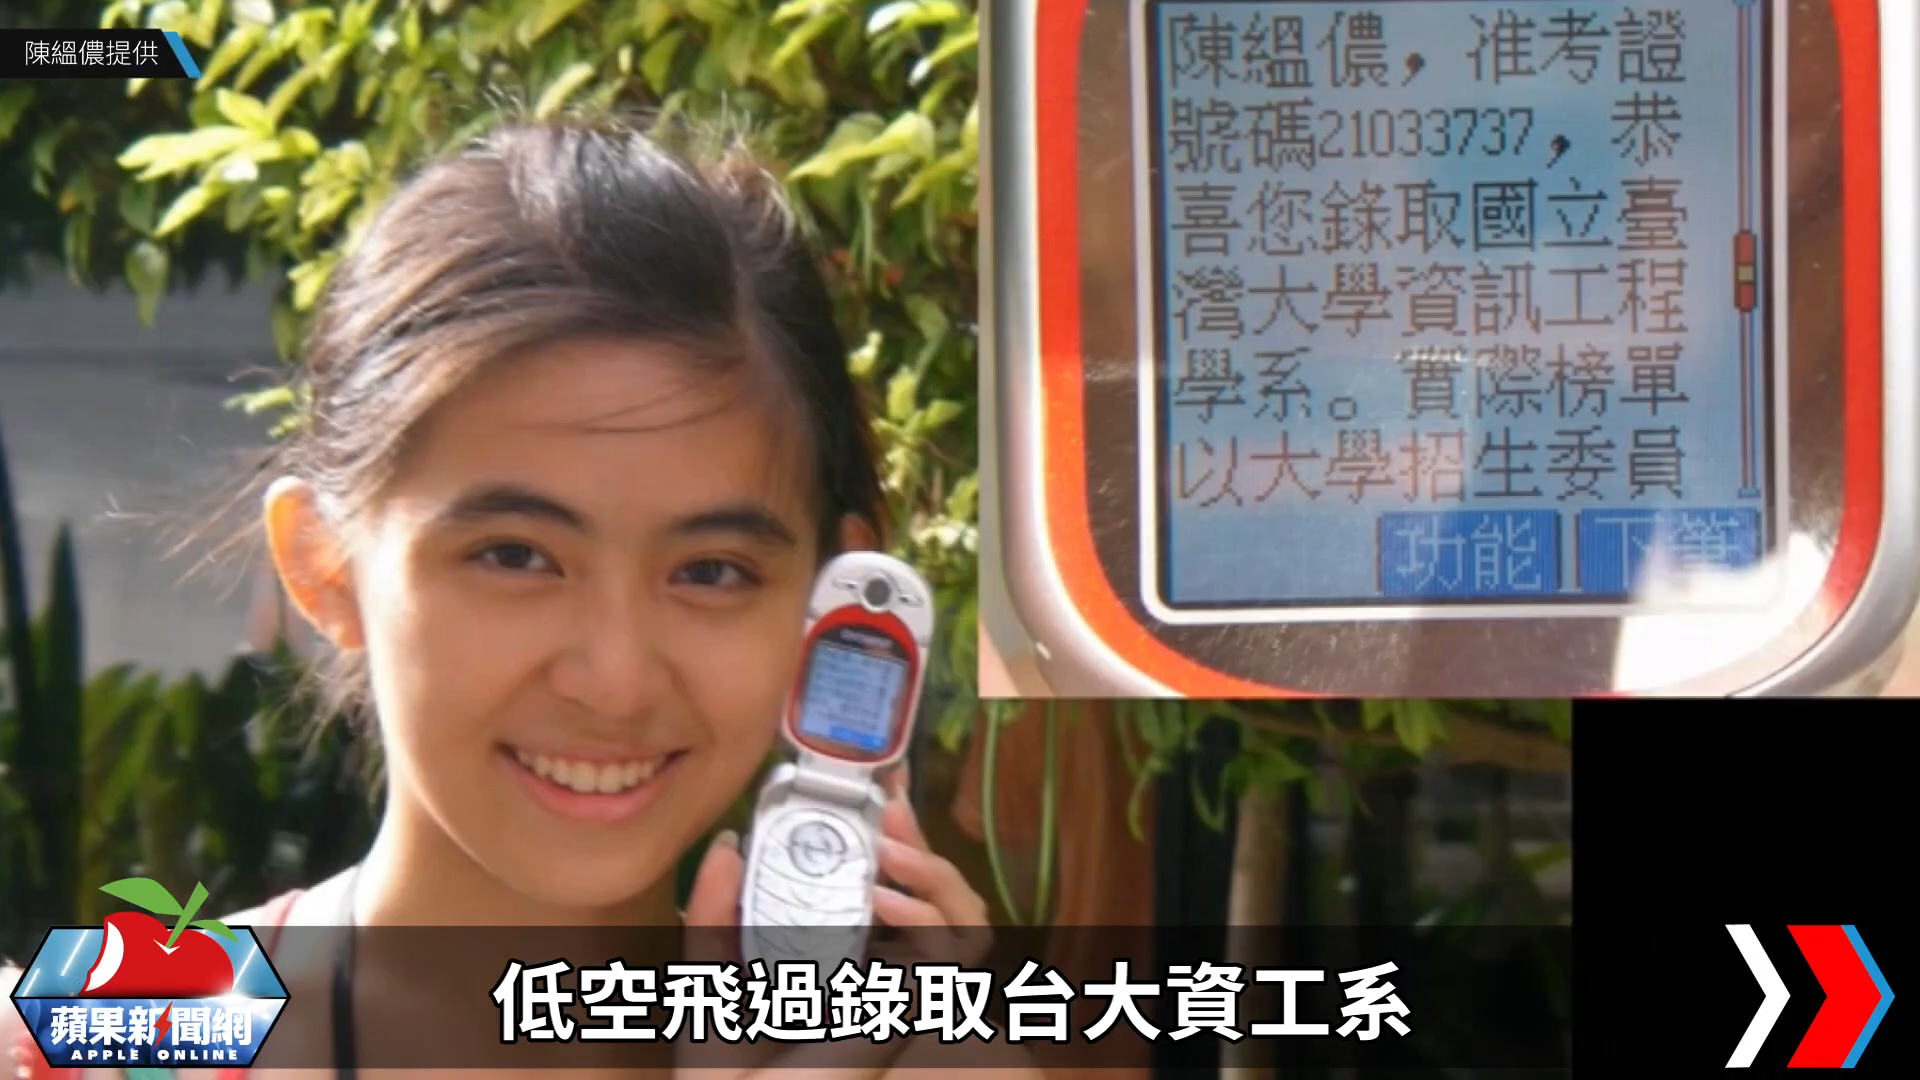 陳縕儂提供
陳縕儂，准考證
號碼21033737，恭
喜您錄取國立臺
灣大學資訊工程
學系。實際榜單
以大學招生委員
功能
下筆
低空飛過錄取台大資工系
蘋果新聞網
APPLE ONLINE